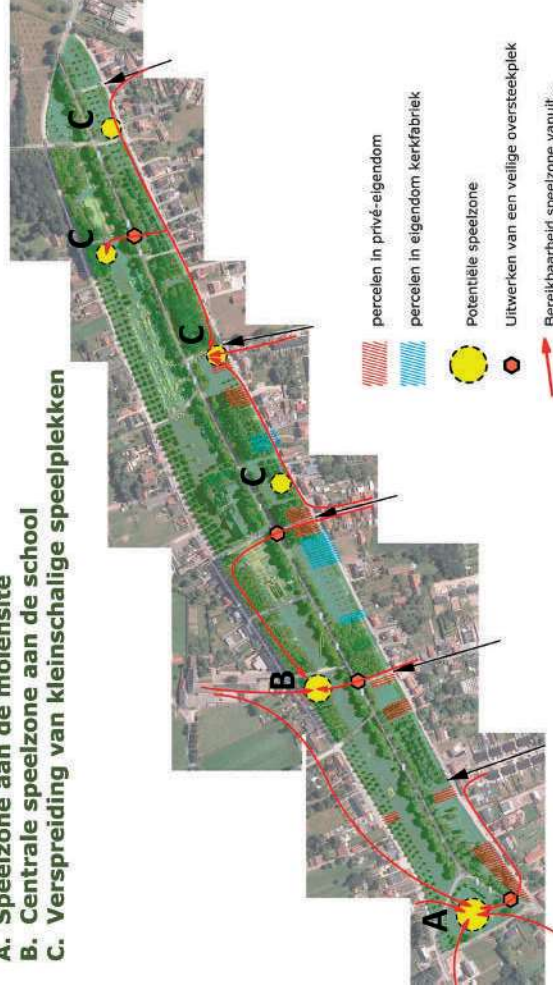 A. Speelzone aan de molensite
B. Centrale speelzone aan de school
C. Verspreiding van kleinschalige speelplekken
C
C
C
C
B
A
percelen in privé-eigendom
percelen in eigendom kerkfabriek
Potentiële speelzone
Uitwerken van een veilige oversteekplek
Bereikbaarheid speelzone vanuit